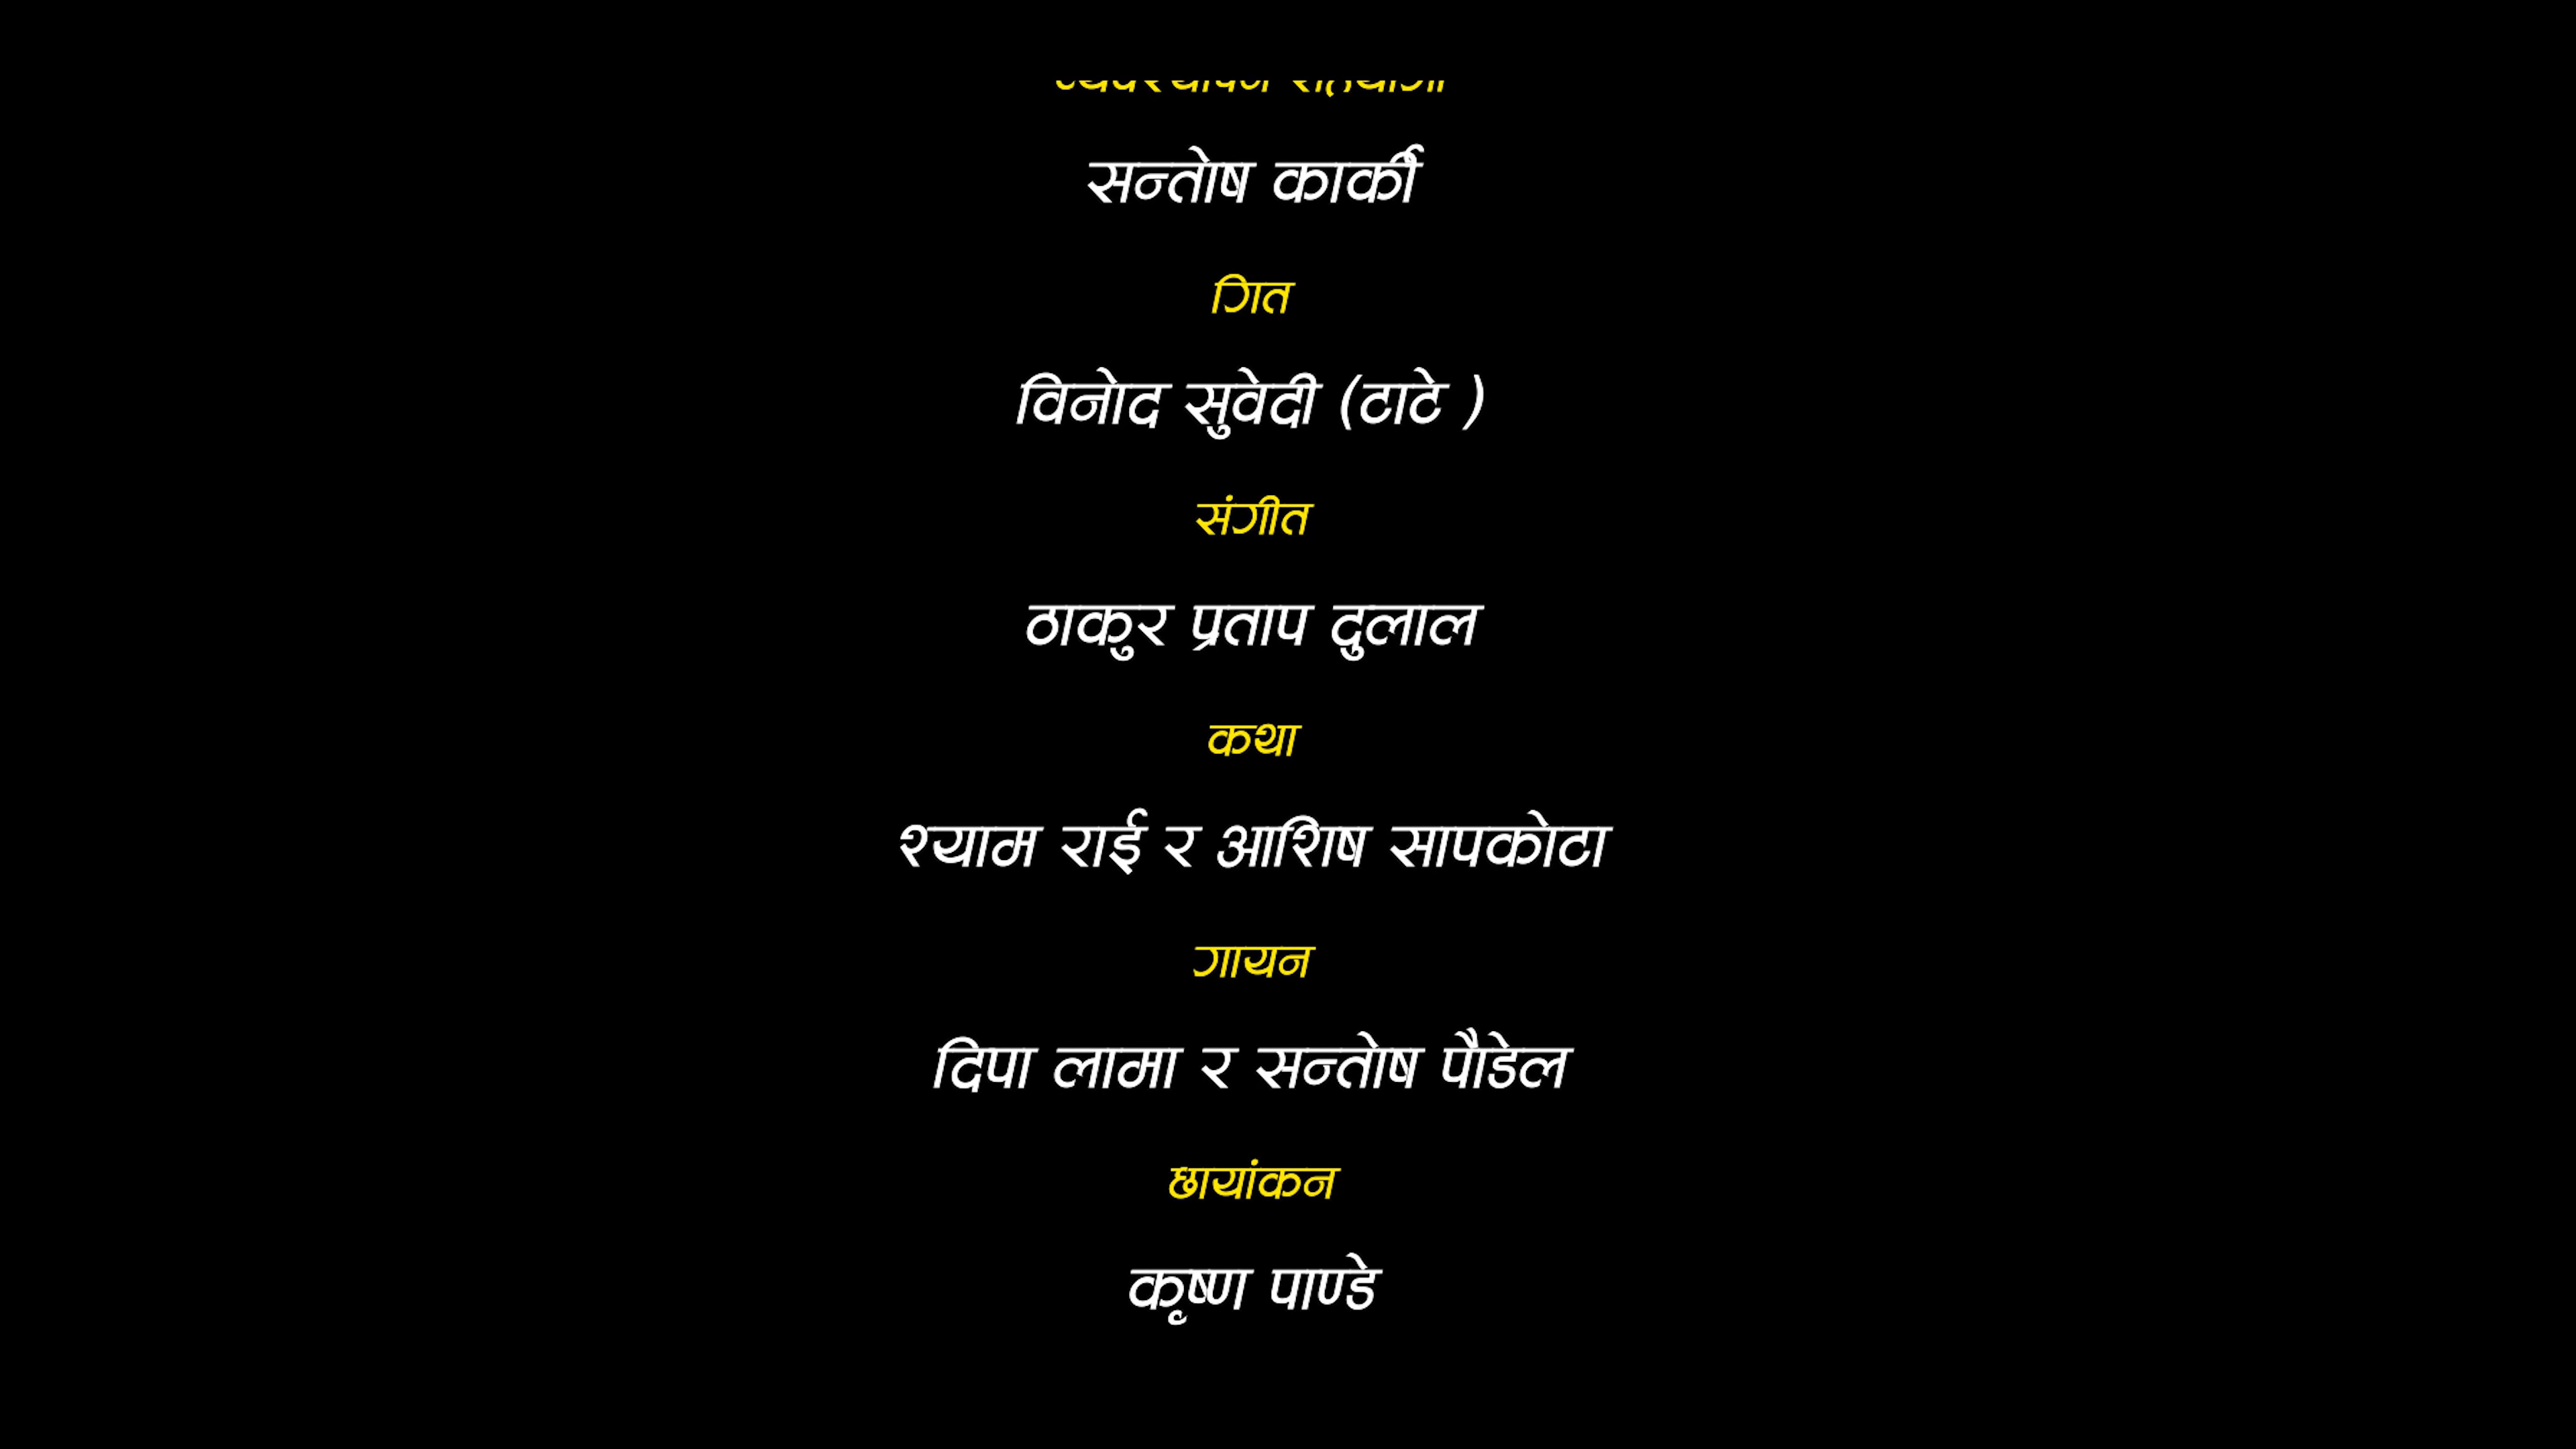 सन्तोष कार्की
गित
विनोद सुवेदी (टाटे )
संगीत
ठाकुर प्रताप दुलाल
कथा
श्याम राई र आशिष सापकोटा
गायन
दिपा लामा र सन्तोष पौडेल
छायांकन
कृष्ण पाण्डे